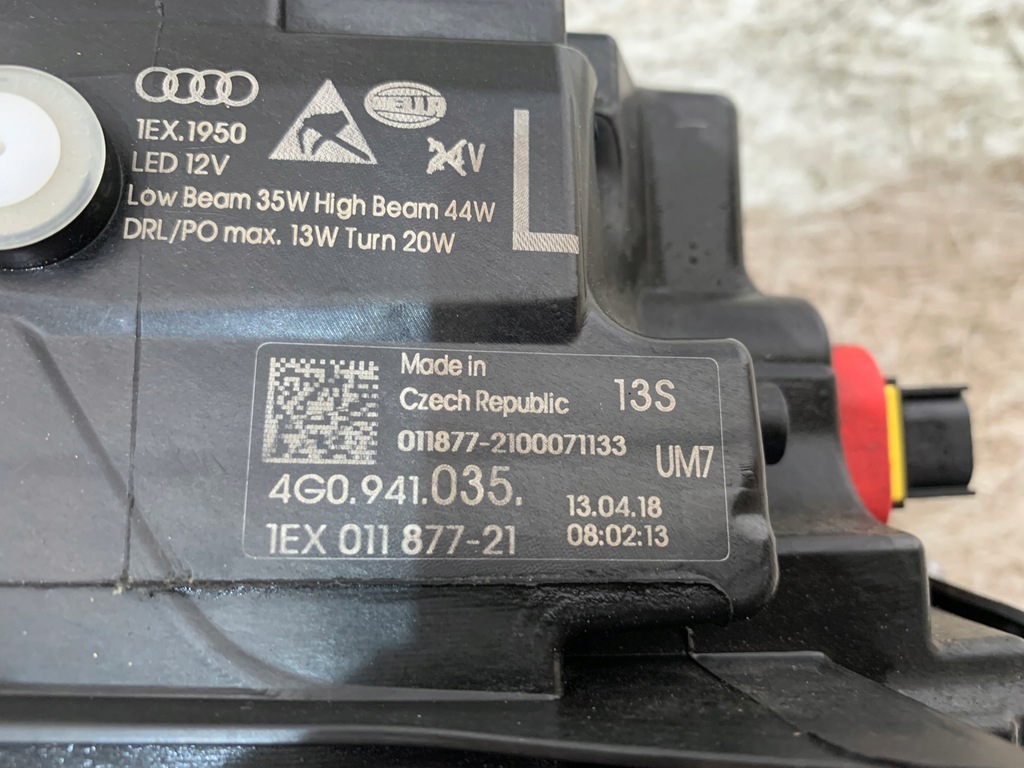 HELLA
1EX.1950
LED 12V
V
L
Low Beam 35W High Beam 44W
DRL/PO max. 13W Turn 20W
Made in
Czech Republic
13S
011877-2100071133
UM7
4G0.941.035.
13.04.18
1EX 011 877-21
08:02:13